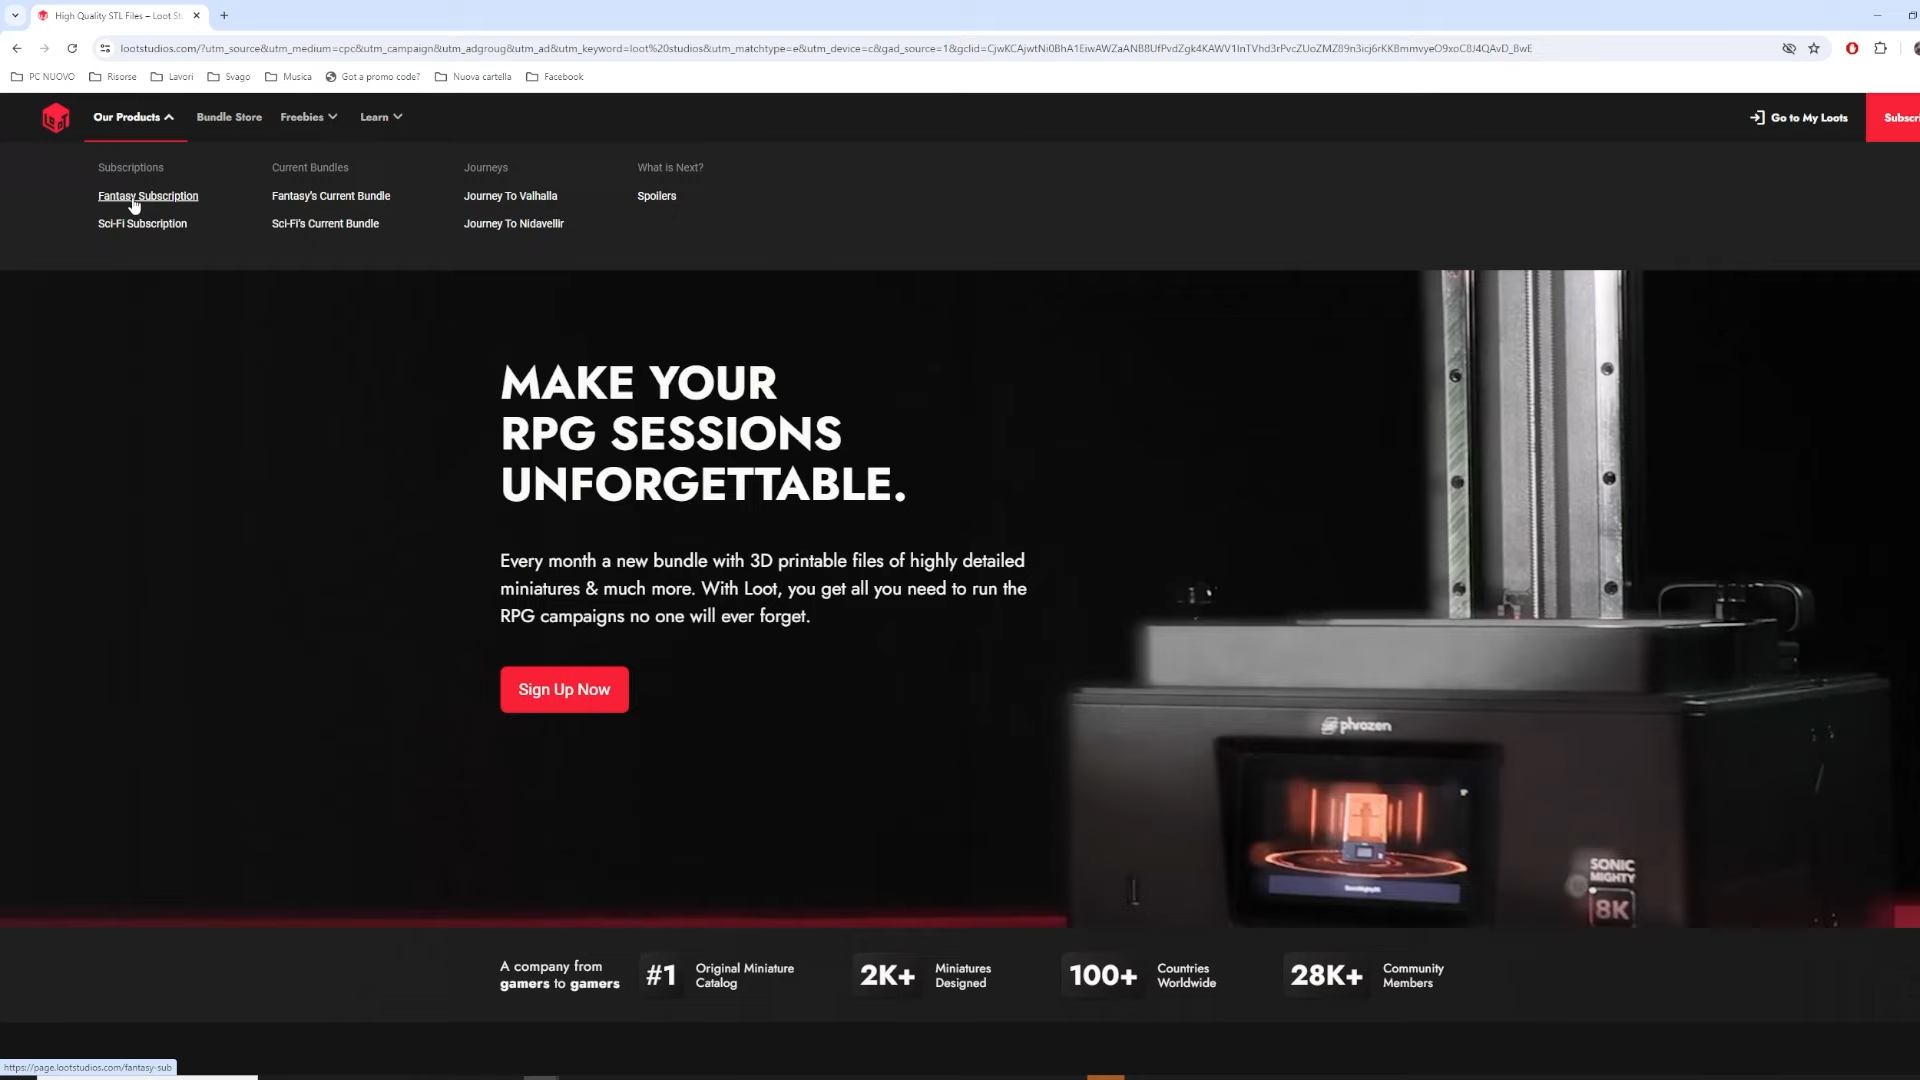 High Quality STL Files – Loot St
lootstudios.com/?utm_source&utm_medium=cpc&utm_campaign&utm_adgroug&utm_ad&utm_keyword=loot%20studios&utm_matchtype=e&utm_device=c&gad_source=1&gclid=
PC NUOVO Risorse Lavori Svago Musica Got a promo code? Nuova cartella Facebook
LOOT Our Products Bundle Store Freebies Learn Go to My Loots Subscri
Subscriptions Current Bundles Journeys What is Next?
Fantasy Subscription Fantasy's Current Bundle Journey To Valhalla Spoilers
Sci-Fi Subscription Sci-Fi's Current Bundle Journey To Nidavellir
MAKE YOUR
RPG SESSIONS
UNFORGETTABLE.
Every month a new bundle with 3D printable files of highly detailed
miniatures & much more. With Loot, you get all you need to run the
RPG campaigns no one will ever forget.
Sign Up Now
phrozen
SONIC
MIGHTY
8K
A company from
gamers to gamers
#1 Original Miniature
Catalog
2K+ Miniatures
Designed
100+ Countries
Worldwide
28K+ Community
Members
https://page.lootstudios.com/fantasy-sub